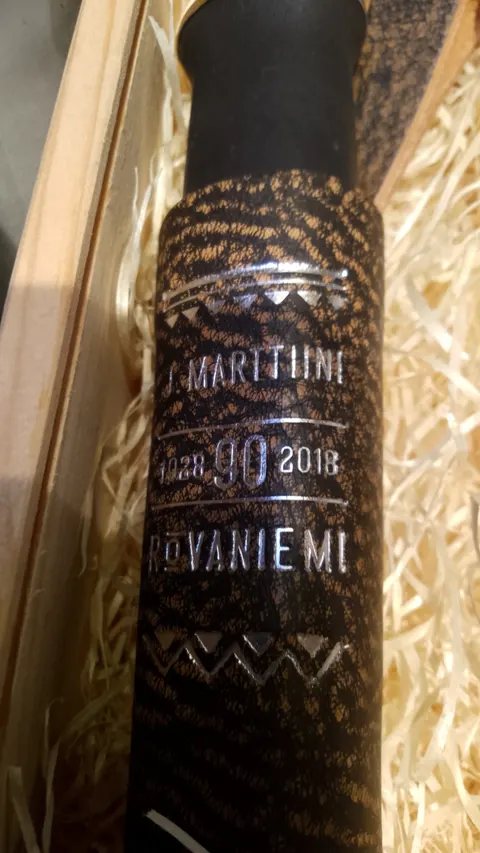 J. MARTTIINI
1928 90 2018
ROVANIEMI